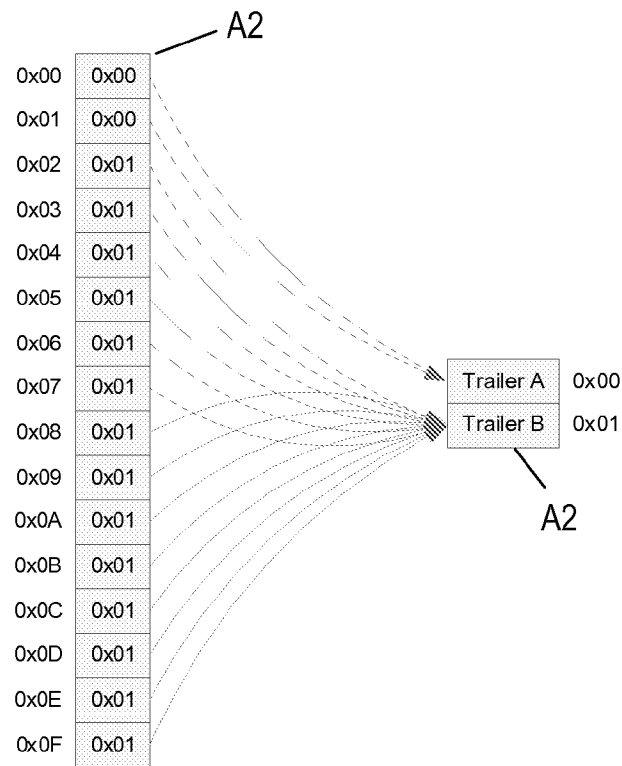 A2
0x00 0x00
0x01 0x00
0x02 0x01
0x03 0x01
0x04 0x01
0x05 0x01
0x06 0x01
0x07 0x01
0x08 0x01
0x09 0x01
0x0A 0x01
0x0B 0x01
0x0C 0x01
0x0D 0x01
0x0E 0x01
0x0F 0x01
Trailer A 0x00
Trailer B 0x01
A2